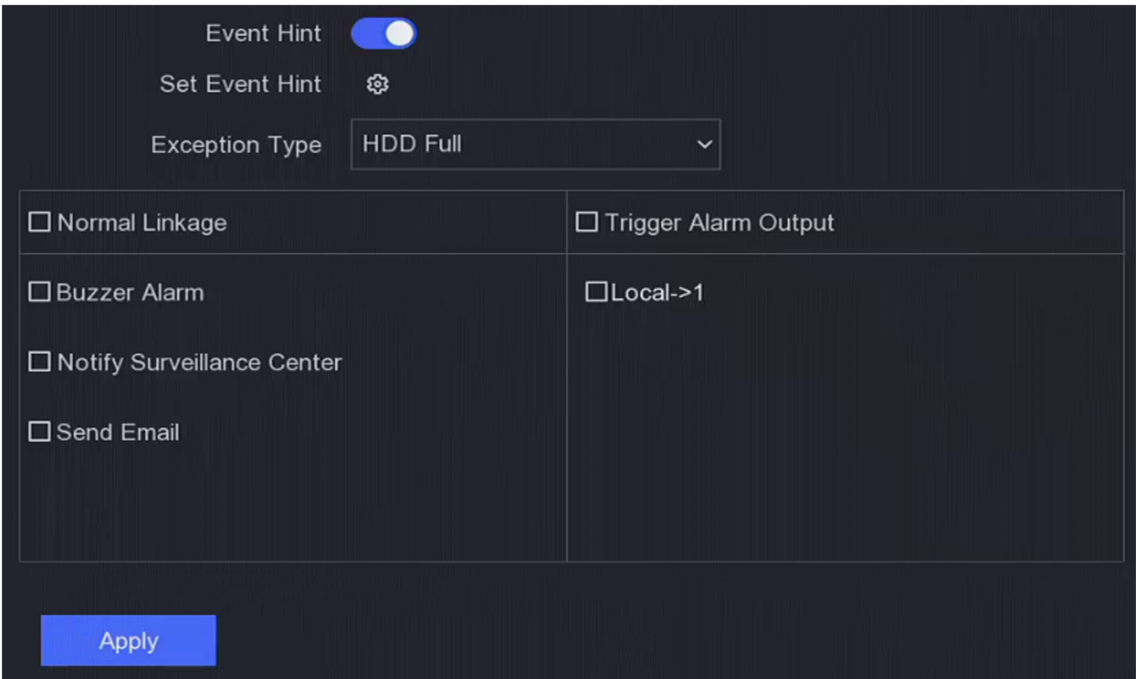 Event Hint
Set Event Hint
Exception Type HDD Full
Normal Linkage Trigger Alarm Output
Buzzer Alarm Local->1
Notify Surveillance Center
Send Email
Apply